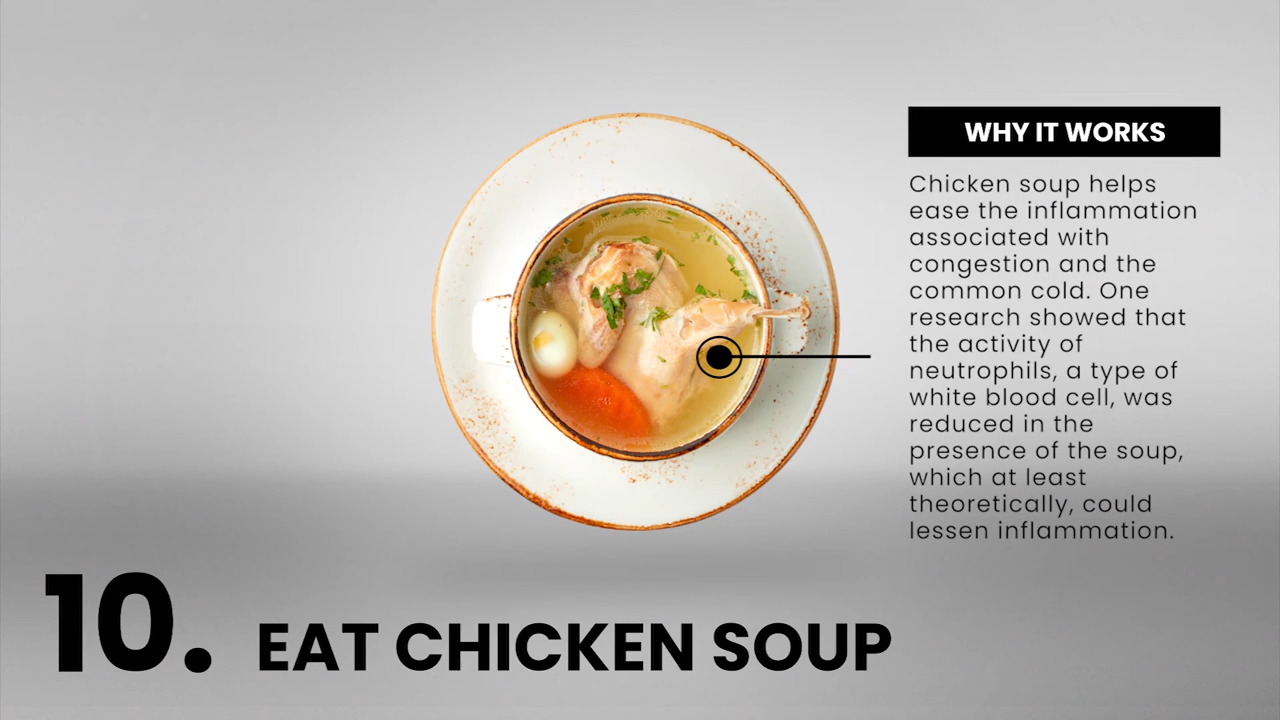 WHY IT WORKS
Chicken soup helps
ease the inflammation
associated with
congestion and the
common cold. One
research showed that
the activity of
neutrophils, a type of
white blood cell, was
reduced in the
presence of the soup,
which at least
theoretically, could
lessen inflammation.
10. EAT CHICKEN SOUP